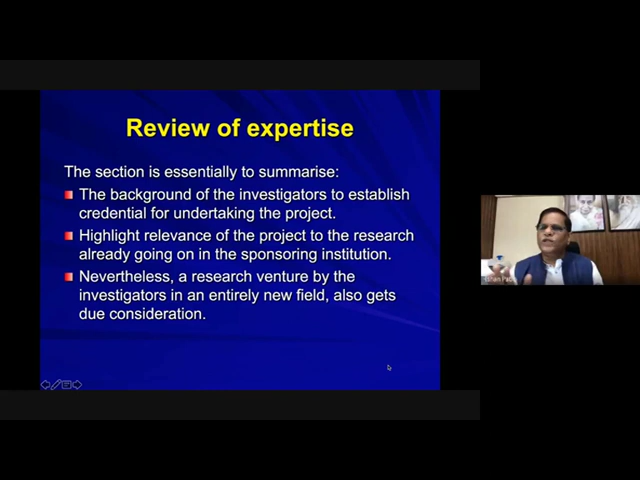 Review of expertise
The section is essentially to summarise:
The background of the investigators to establish
credential for undertaking the project.
Highlight relevance of the project to the research
already going on in the sponsoring institution.
Nevertheless, a research venture by the
investigators in an entirely new field, also gets
due consideration.